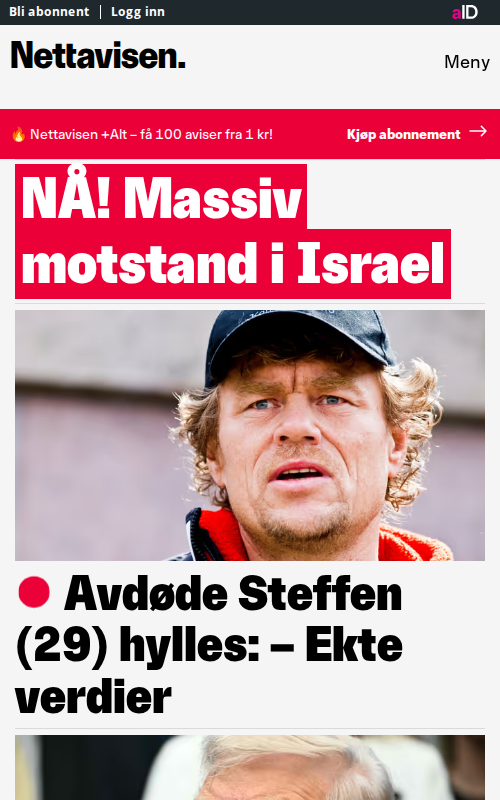 Bli abonnent
Logg inn
aID
Nettavisen.
Meny
🔥 Nettavisen +Alt – få 100 aviser fra 1 kr!
Kjøp abonnement →
NÅ! Massiv
motstand i Israel
Avdøde Steffen
(29) hylles: – Ekte
verdier